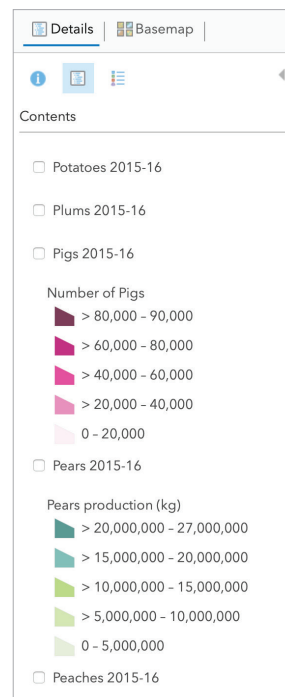 Details | Basemap |
Contents
Potatoes 2015-16
Plums 2015-16
Pigs 2015-16
Number of Pigs
> 80,000 – 90,000
> 60,000 – 80,000
> 40,000 – 60,000
> 20,000 – 40,000
0 – 20,000
Pears 2015-16
Pears production (kg)
> 20,000,000 – 27,000,000
> 15,000,000 – 20,000,000
> 10,000,000 – 15,000,000
> 5,000,000 – 10,000,000
0 – 5,000,000
Peaches 2015-16